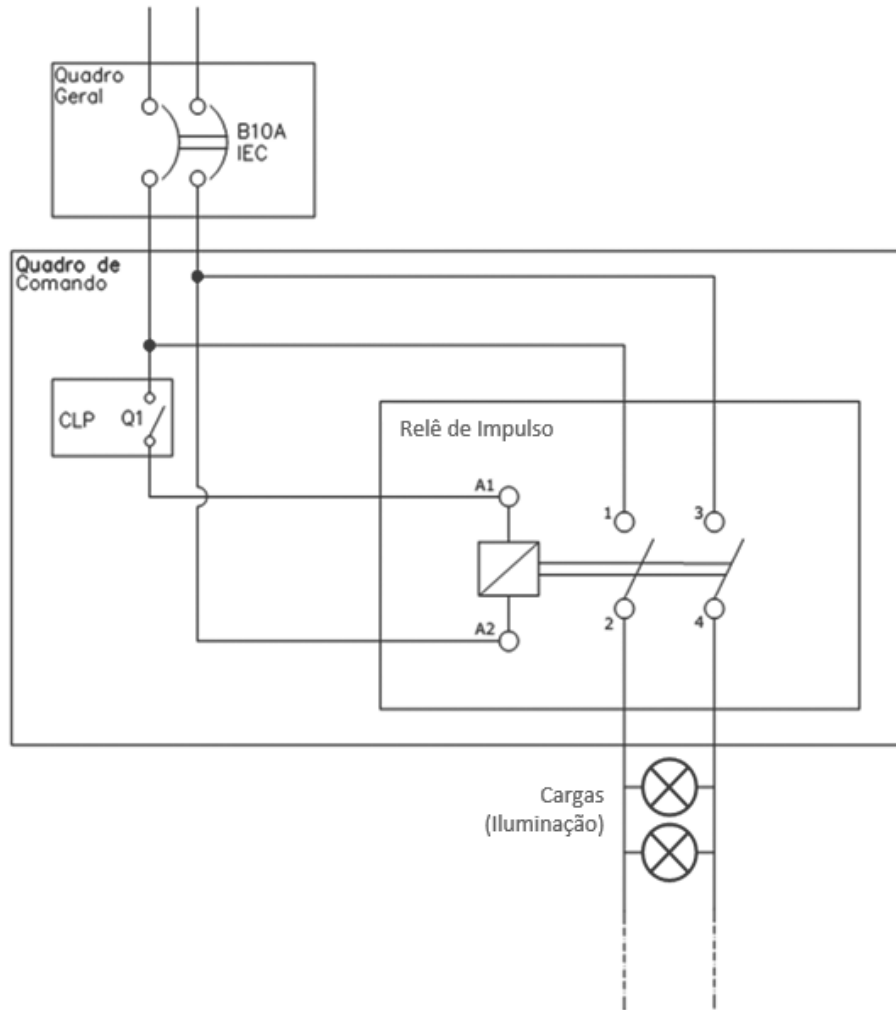 Quadro
Geral
B10A
IEC
Quadro de
Comando
CLP Q1
Relê de Impulso
A1
1
3
A2
2
4
Cargas
(Iluminação)